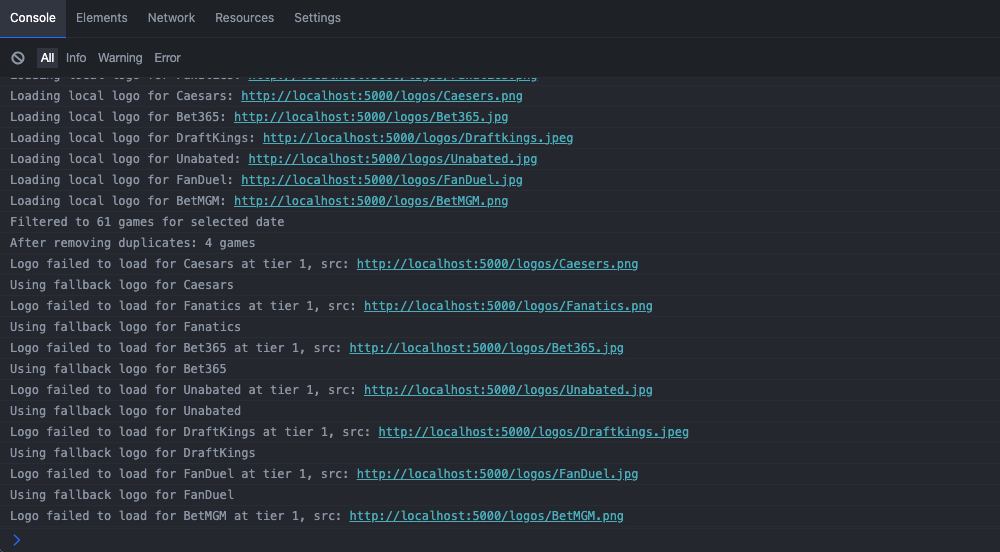 Console Elements Network Resources Settings
All Info Warning Error
Loading local logo for Fanatics: http://localhost:5000/logos/Fanatics.png
Loading local logo for Caesars: http://localhost:5000/logos/Caesers.png
Loading local logo for Bet365: http://localhost:5000/logos/Bet365.jpg
Loading local logo for DraftKings: http://localhost:5000/logos/Draftkings.jpeg
Loading local logo for Unabated: http://localhost:5000/logos/Unabated.jpg
Loading local logo for FanDuel: http://localhost:5000/logos/FanDuel.jpg
Loading local logo for BetMGM: http://localhost:5000/logos/BetMGM.png
Filtered to 61 games for selected date
After removing duplicates: 4 games
Logo failed to load for Caesars at tier 1, src: http://localhost:5000/logos/Caesers.png
Using fallback logo for Caesars
Logo failed to load for Fanatics at tier 1, src: http://localhost:5000/logos/Fanatics.png
Using fallback logo for Fanatics
Logo failed to load for Bet365 at tier 1, src: http://localhost:5000/logos/Bet365.jpg
Using fallback logo for Bet365
Logo failed to load for Unabated at tier 1, src: http://localhost:5000/logos/Unabated.jpg
Using fallback logo for Unabated
Logo failed to load for DraftKings at tier 1, src: http://localhost:5000/logos/Draftkings.jpeg
Using fallback logo for DraftKings
Logo failed to load for FanDuel at tier 1, src: http://localhost:5000/logos/FanDuel.jpg
Using fallback logo for FanDuel
Logo failed to load for BetMGM at tier 1, src: http://localhost:5000/logos/BetMGM.png